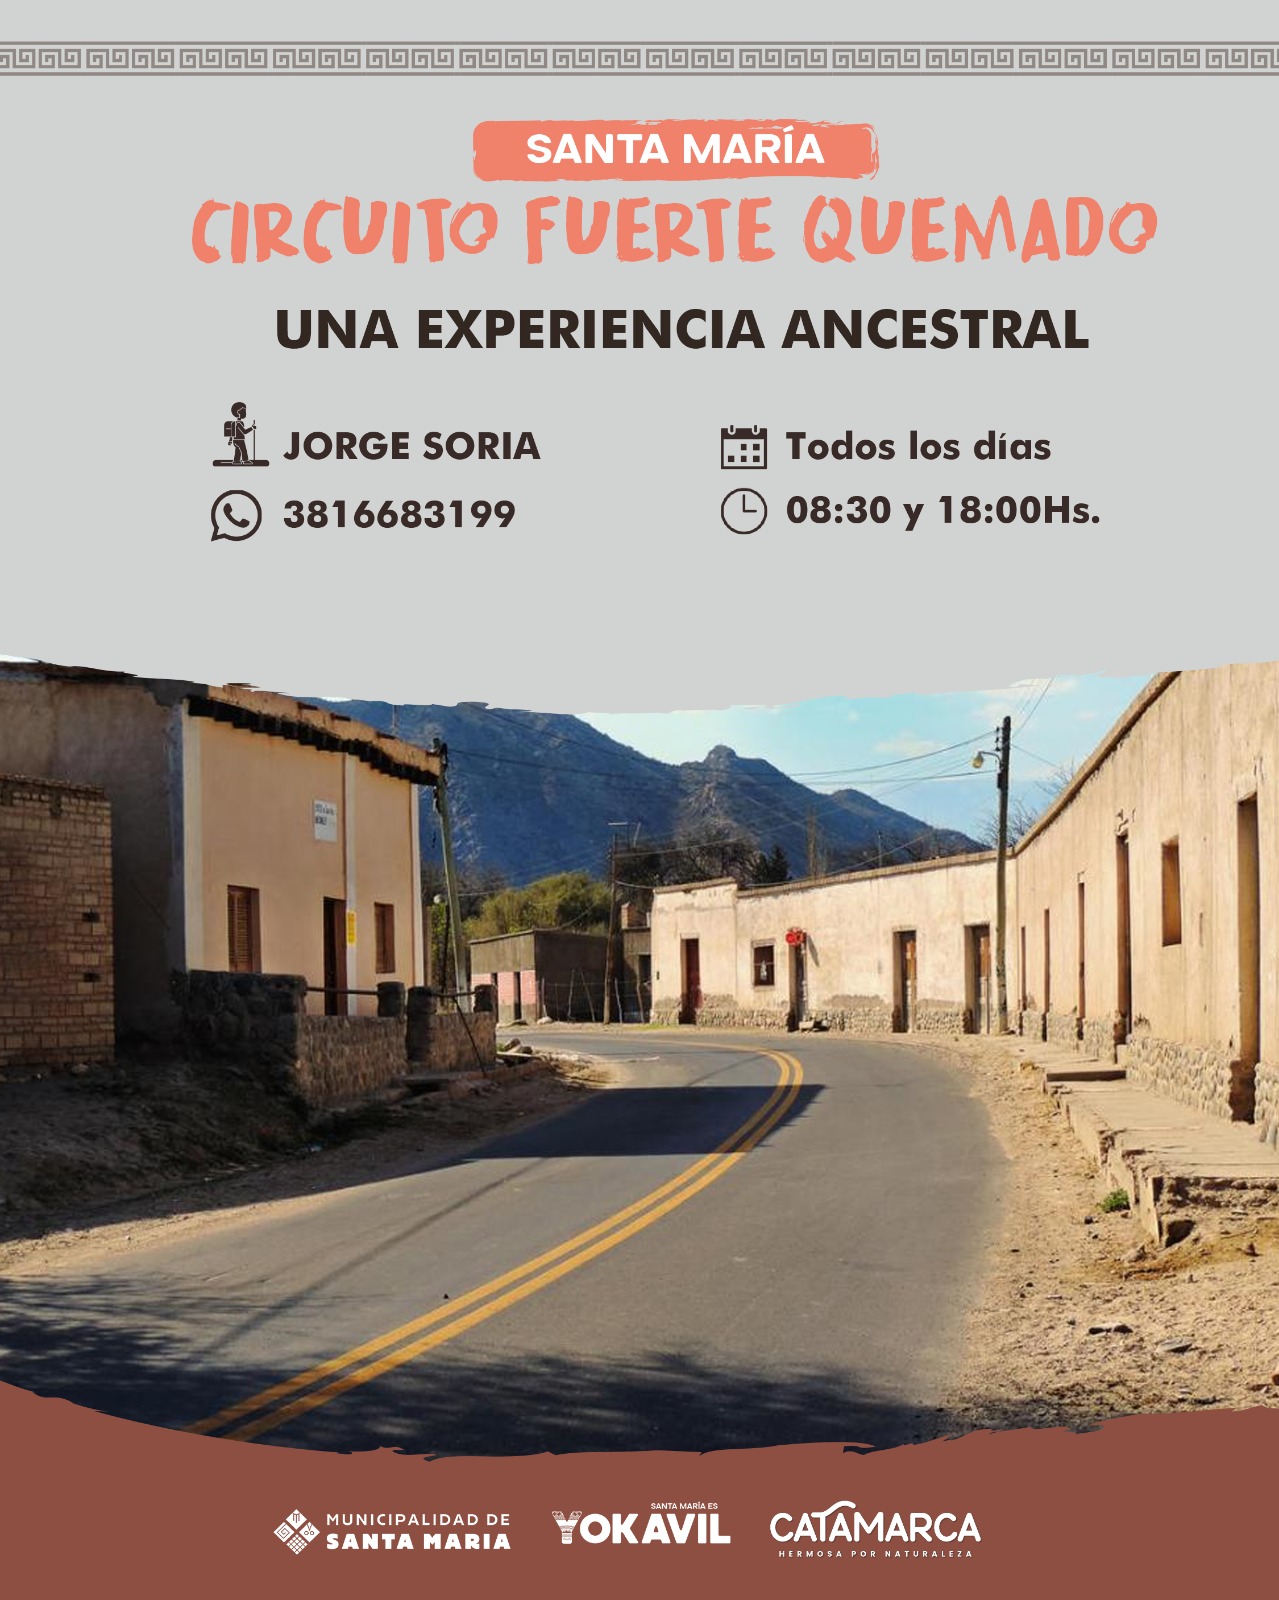 SANTA MARÍA
CIRCUITO FUERTE QUEMADO
UNA EXPERIENCIA ANCESTRAL
JORGE SORIA
3816683199
Todos los días
08:30 y 18:00Hs.
MUNICIPALIDAD DE
SANTA MARIA
SANTA MARÍA ES
YOKAVIL
CATAMARCA
HERMOSA POR NATURALEZA